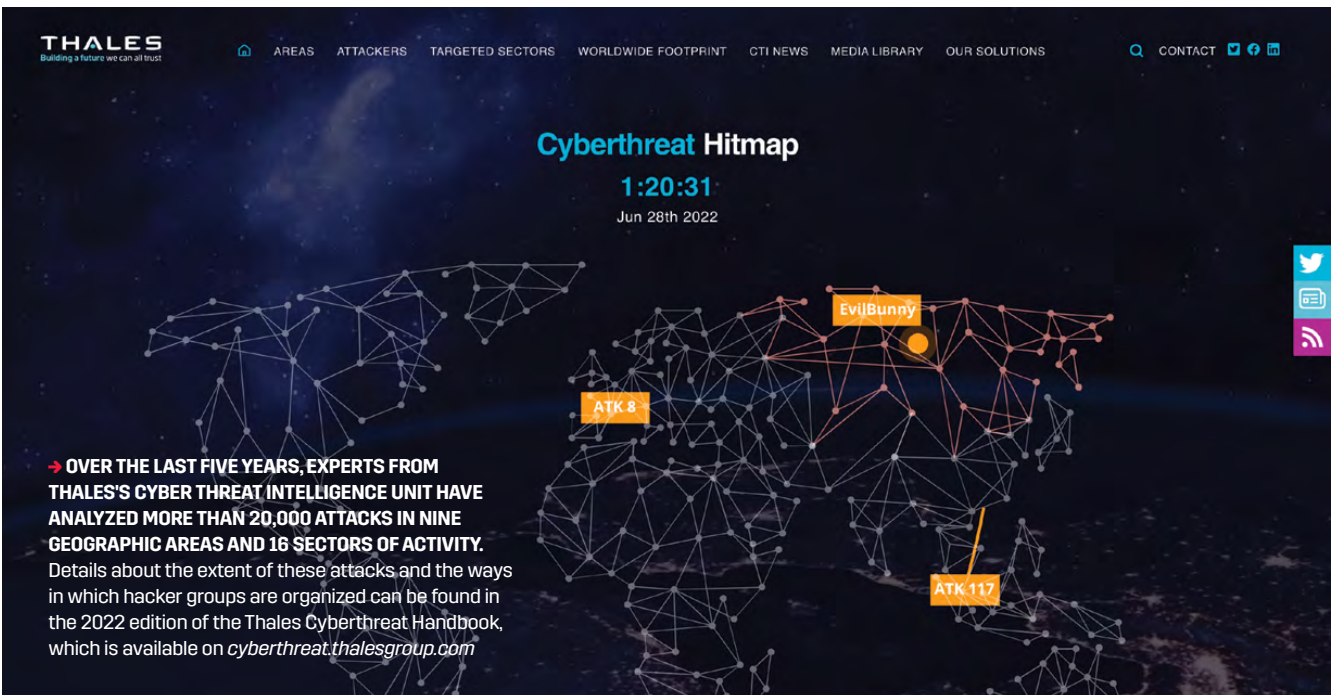 THALES
Building a future we can all trust
AREAS ATTACKERS TARGETED SECTORS WORLDWIDE FOOTPRINT CTI NEWS MEDIA LIBRARY OUR SOLUTIONS
CONTACT
Cyberthreat Hitmap
1:20:31
Jun 28th 2022
EvilBunny
ATK 8
→ OVER THE LAST FIVE YEARS, EXPERTS FROM
THALES'S CYBER THREAT INTELLIGENCE UNIT HAVE
ANALYZED MORE THAN 20,000 ATTACKS IN NINE
GEOGRAPHIC AREAS AND 16 SECTORS OF ACTIVITY.
Details about the extent of these attacks and the ways
in which hacker groups are organized can be found in
the 2022 edition of the Thales Cyberthreat Handbook,
which is available on cyberthreat.thalesgroup.com
ATK 117